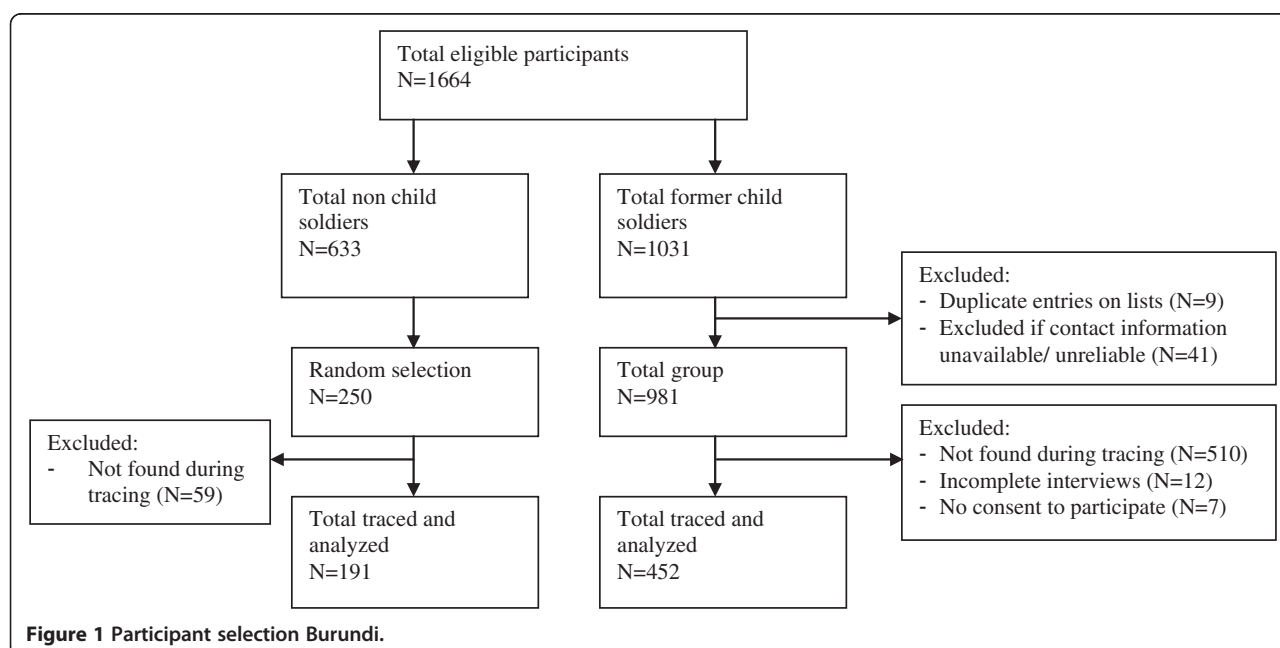 Total eligible participants
N=1664
Total non child
soldiers
N=633
Total former child
soldiers
N=1031
Excluded:
- Duplicate entries on lists (N=9)
- Excluded if contact information
unavailable/ unreliable (N=41)
Random selection
N=250
Total group
N=981
Excluded:
- Not found during
tracing (N=59)
Excluded:
- Not found during tracing (N=510)
- Incomplete interviews (N=12)
- No consent to participate (N=7)
Total traced and
analyzed
N=191
Total traced and
analyzed
N=452
Figure 1 Participant selection Burundi.